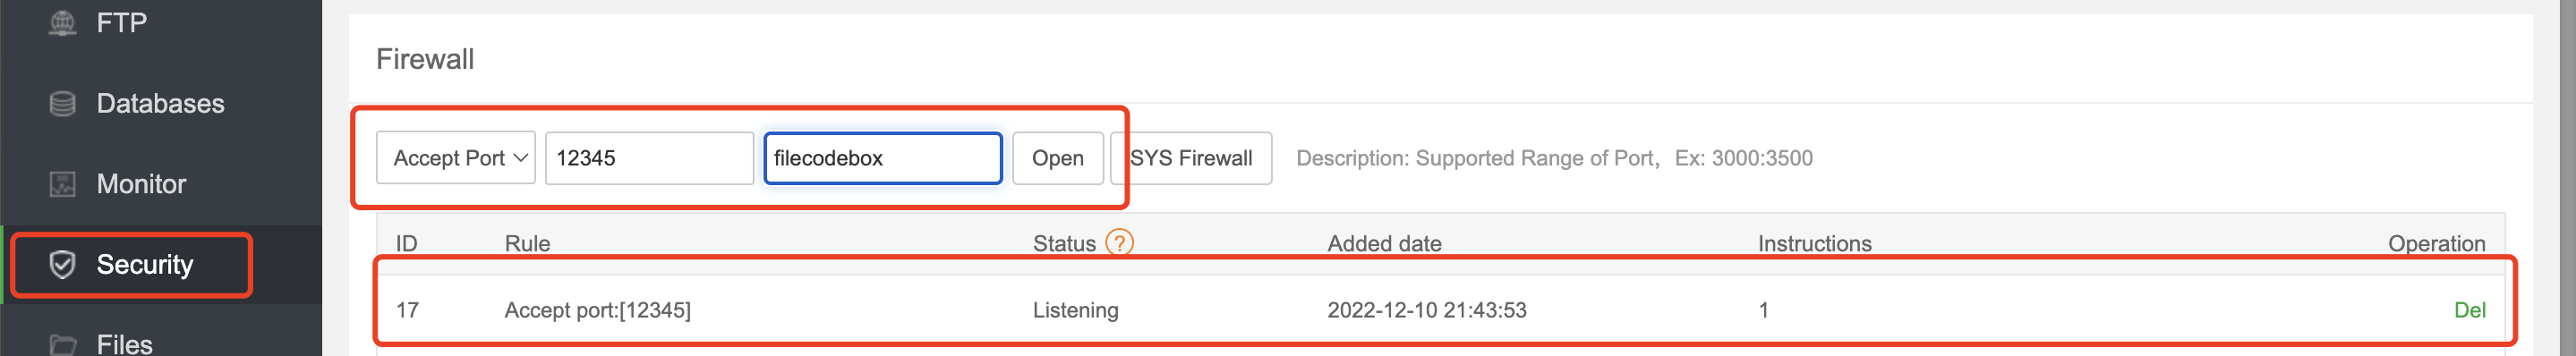 FTP
Databases
Monitor
Security
Files
Firewall
Accept Port 12345 filecodebox Open SYS Firewall Description: Supported Range of Port, Ex: 3000:3500
ID Rule Status ? Added date Instructions Operation
17 Accept port:[12345] Listening 2022-12-10 21:43:53 1 Del